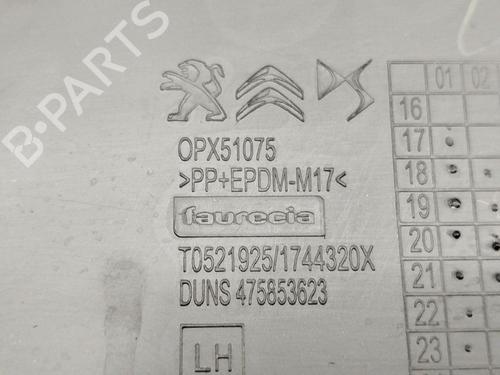 B-PARTS
OPX51075
>PP+EPDM-M17<
faurecia
T0521925/1744320X
DUNS 475853623
LH
01 02
16
17
18
19
20
21
22
23